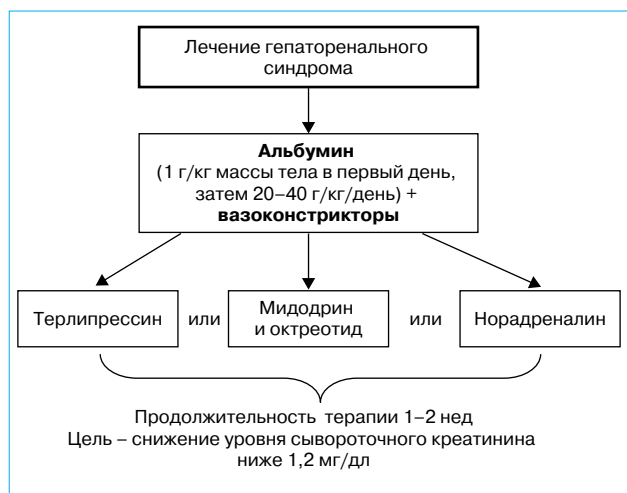 Лечение гепаторенального
синдрома
Альбумин
(1 г/кг массы тела в первый день,
затем 20–40 г/кг/день) +
вазоконстрикторы
Терлипрессин или Мидодрин
и октреотид или Норадреналин
Продолжительность терапии 1–2 нед
Цель – снижение уровня сывороточного креатинина
ниже 1,2 мг/дл